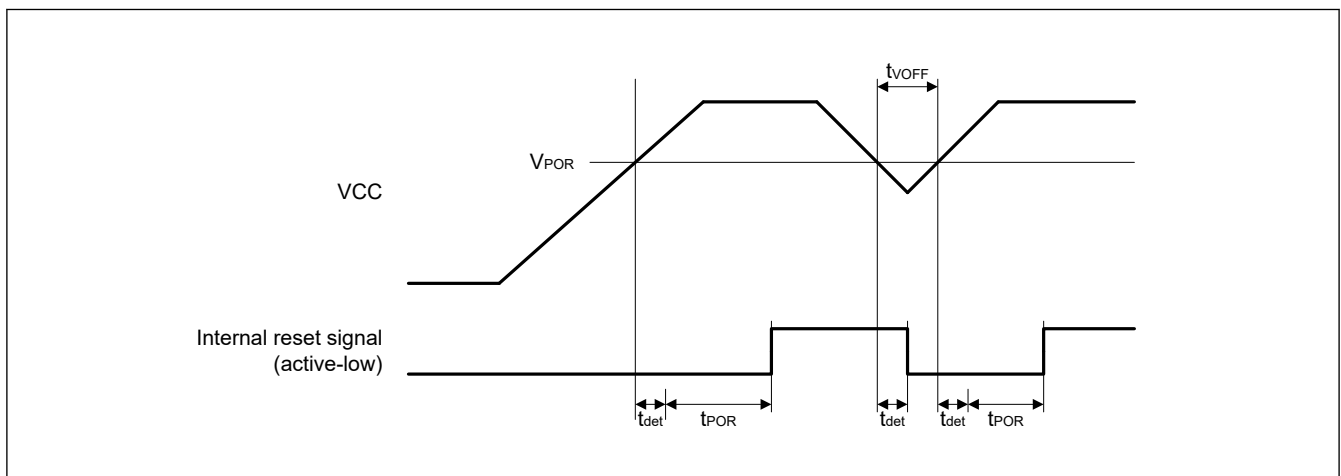 tVOFF
VPOR
VCC
Internal reset signal
(active-low)
tdet tPOR tdet tdet tPOR